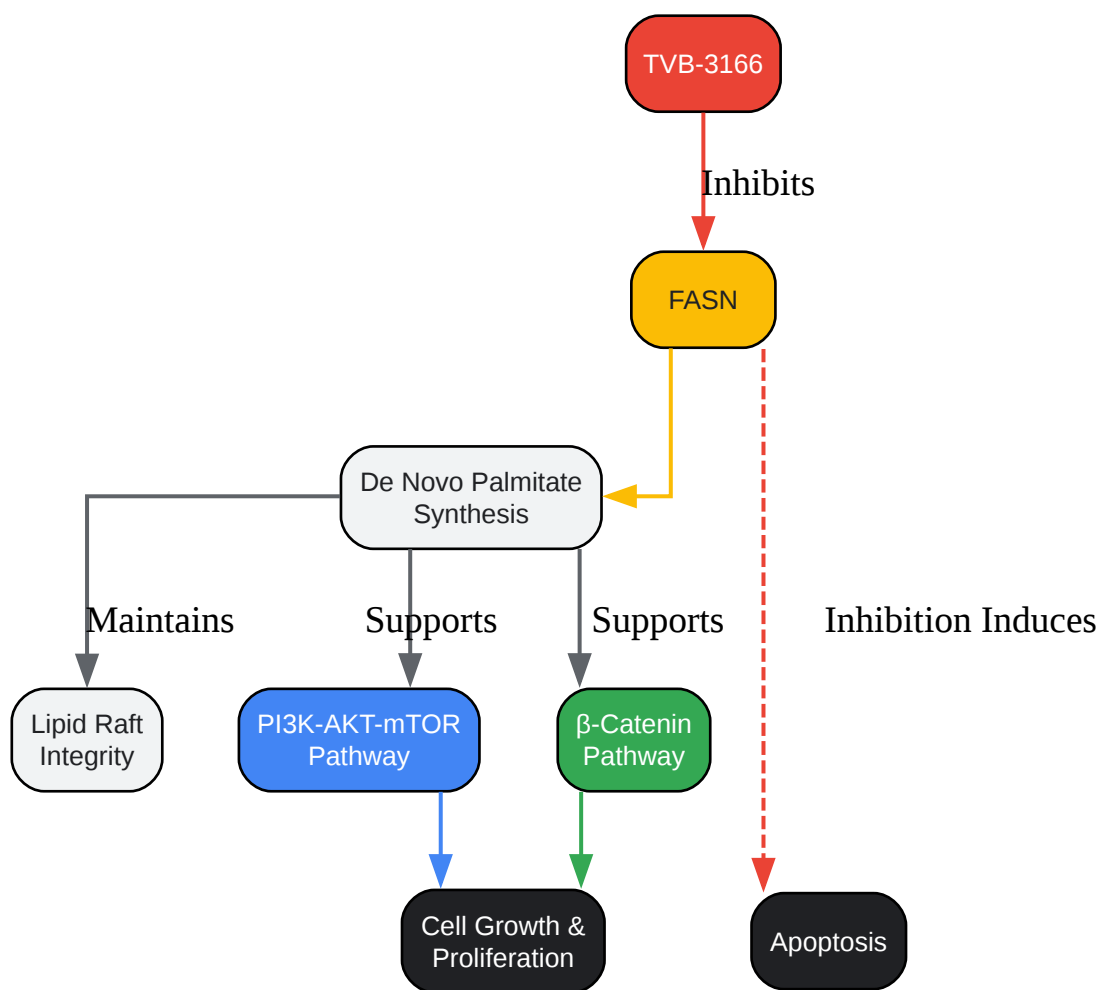 TVB-3166
Inhibits
FASN
De Novo Palmitate
Synthesis
Maintains
Supports
Supports
Inhibition Induces
Lipid Raft
Integrity
PI3K-AKT-mTOR
Pathway
β-Catenin
Pathway
Cell Growth &
Proliferation
Apoptosis